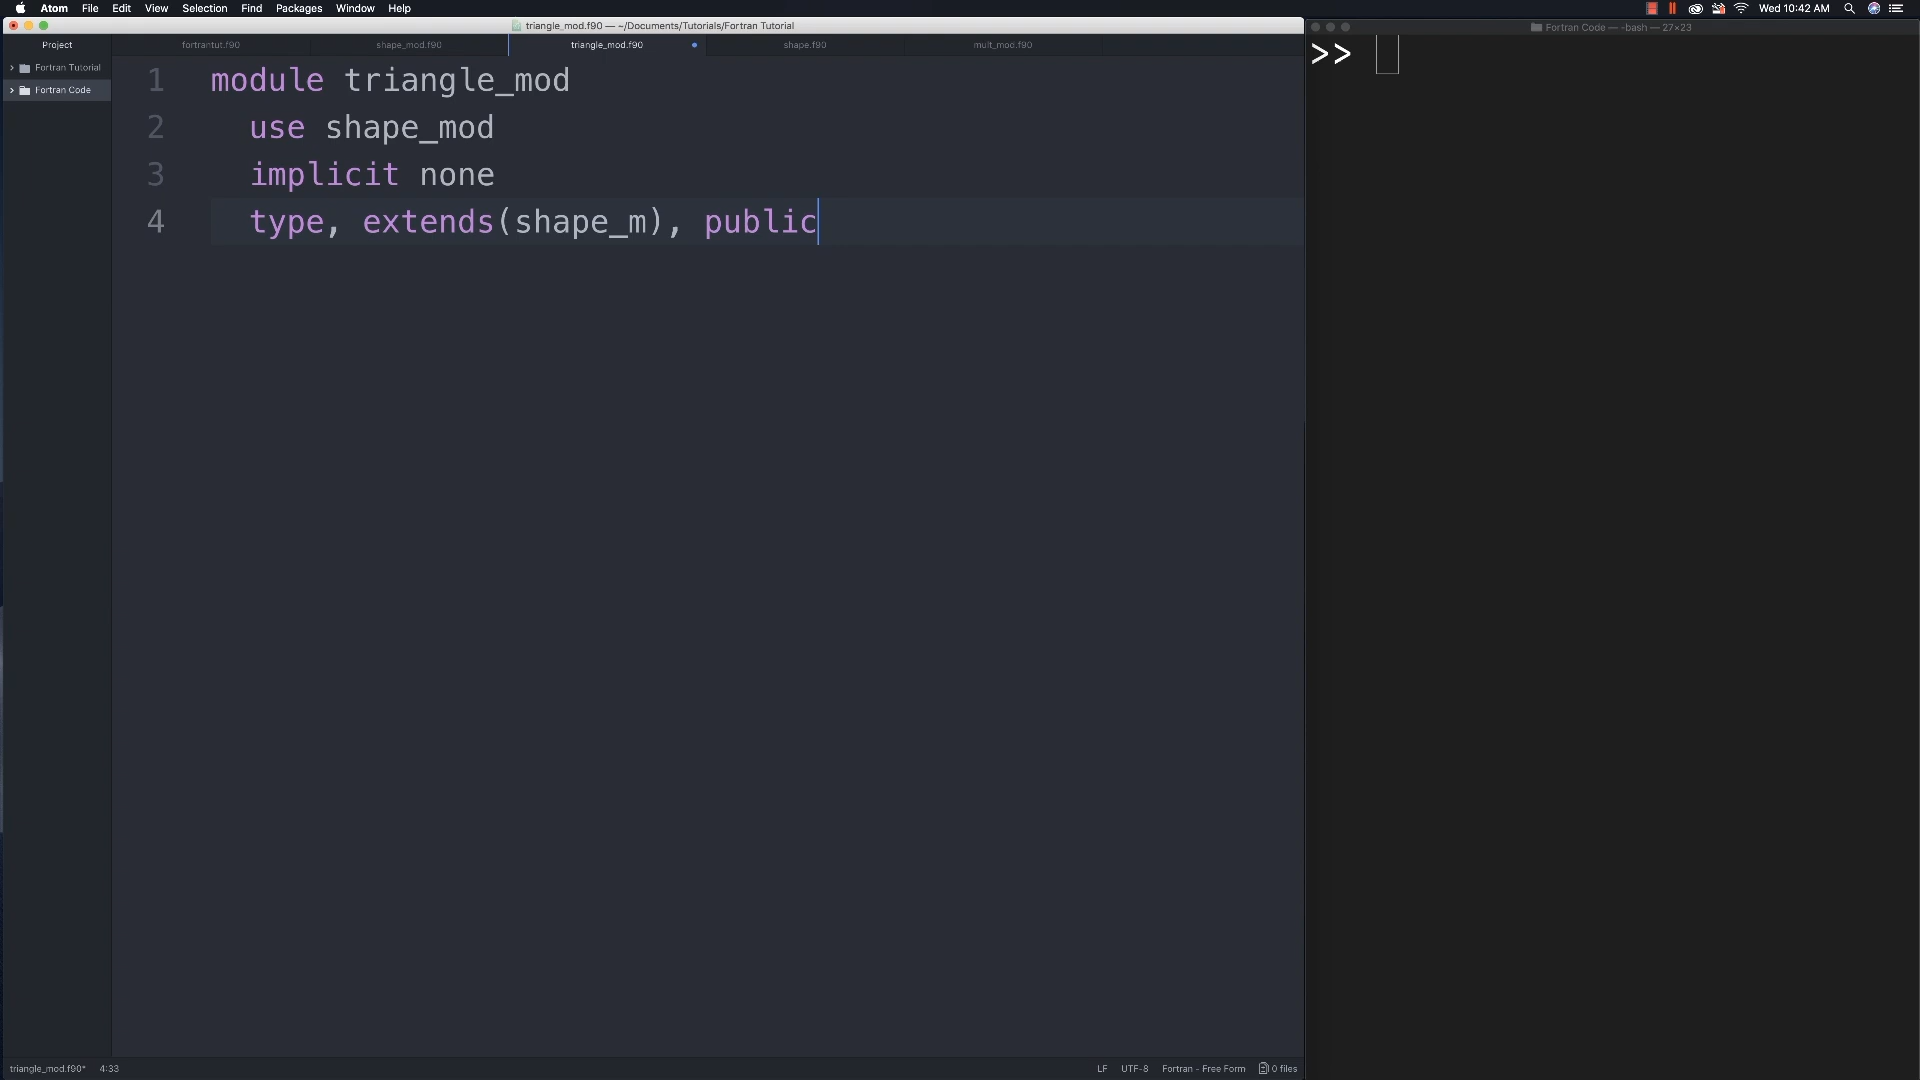 Atom File Edit View Selection Find Packages Window Help Wed 10:42 AM
triangle_mod.f90 — ~/Documents/Tutorials/Fortran Tutorial
Fortran Code — -bash — 27×23
Project fortrantut.f90 shape_mod.f90 triangle_mod.f90 shape.f90 mult_mod.f90
Fortran Tutorial
Fortran Code
>>
1 module triangle_mod
2 use shape_mod
3 implicit none
4 type, extends(shape_m), public
triangle_mod.f90* 4:33 LF UTF-8 Fortran - Free Form 0 files